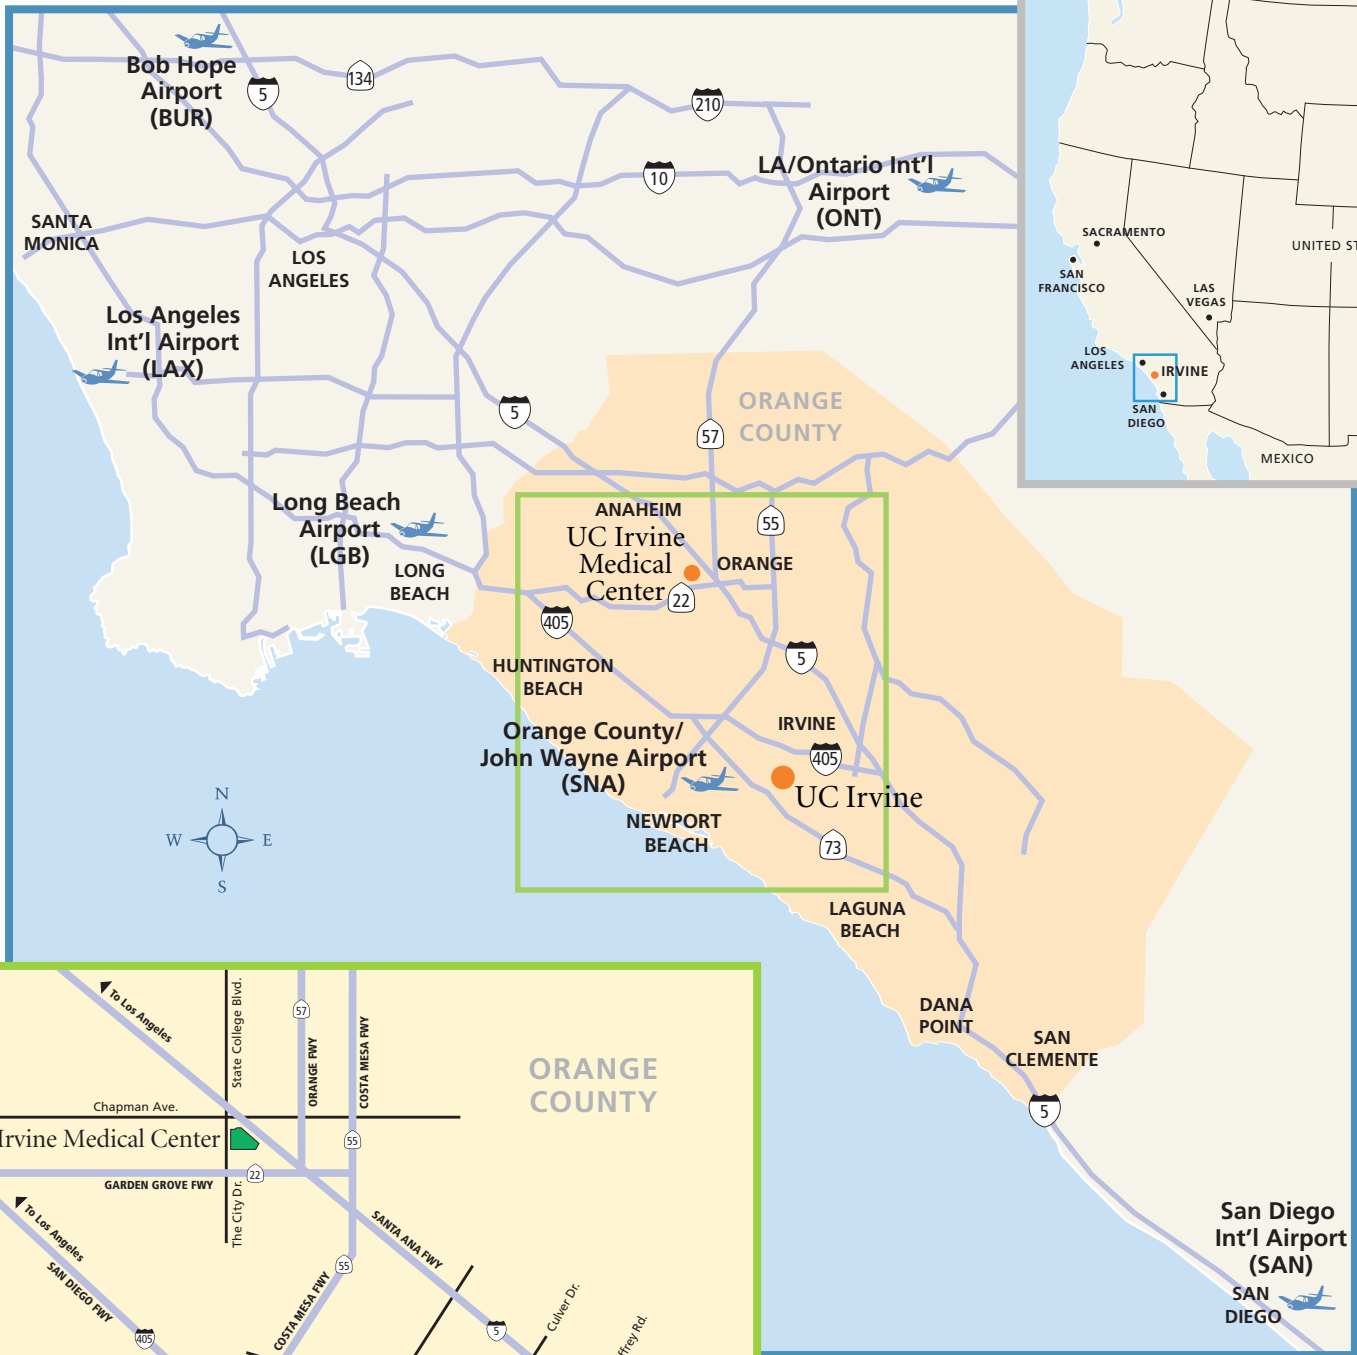 Bob Hope
Airport
(BUR)
5
134
210
10
LA/Ontario Int'l
Airport
(ONT)
SANTA
MONICA
LOS
ANGELES
Los Angeles
Int'l Airport
(LAX)
5
57
ORANGE
COUNTY
Long Beach
Airport
(LGB)
LONG
BEACH
ANAHEIM
UC Irvine
Medical
Center
ORANGE
55
22
405
5
HUNTINGTON
BEACH
IRVINE
Orange County/
John Wayne Airport
(SNA)
405
UC Irvine
NEWPORT
BEACH
73
LAGUNA
BEACH
DANA
POINT
SAN
CLEMENTE
5
San Diego
Int'l Airport
(SAN)
SAN
DIEGO
N
W
E
S
SACRAMENTO
SAN
FRANCISCO
UNITED ST
LAS
VEGAS
LOS
ANGELES
IRVINE
SAN
DIEGO
MEXICO
To Los Angeles
State College Blvd.
57
ORANGE FWY
COSTA MESA FWY
ORANGE
COUNTY
Chapman Ave.
Irvine Medical Center
55
22
GARDEN GROVE FWY
The City Dr.
To Los Angeles
SAN DIEGO FWY
SANTA ANA FWY
55
COSTA MESA FWY
405
5
Culver Dr.
ffrey Rd.